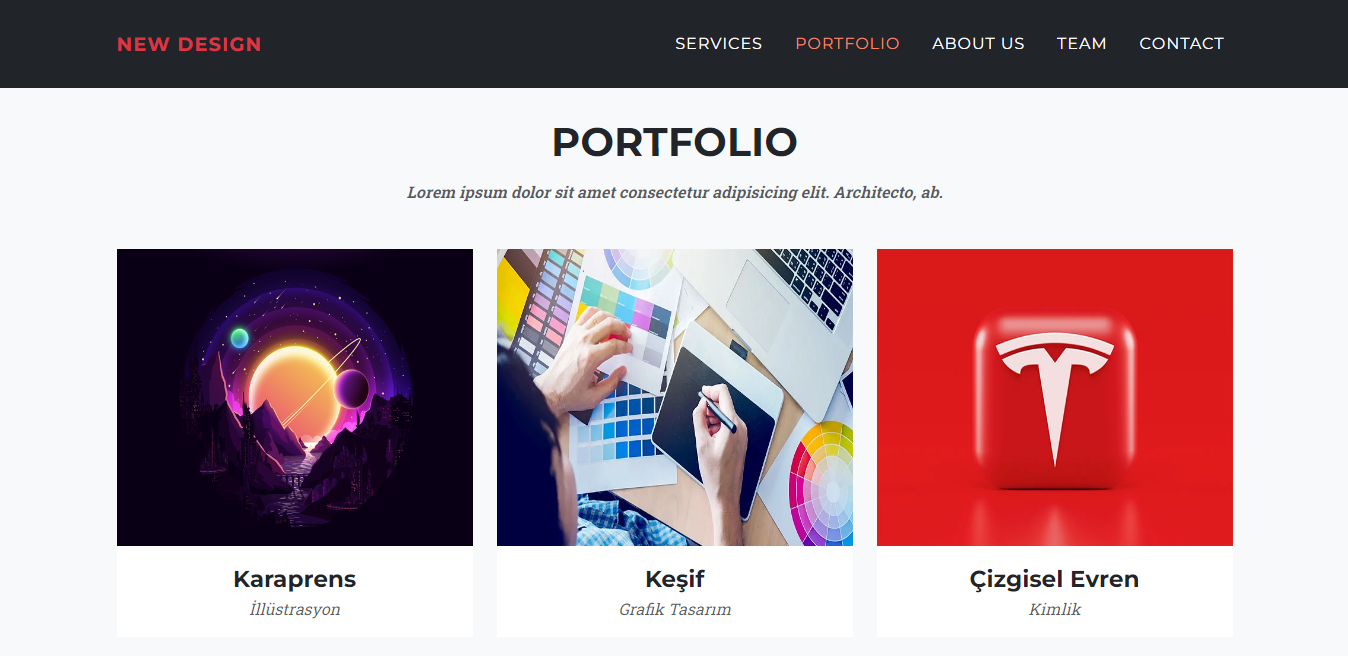 NEW DESIGN
SERVICES PORTFOLIO ABOUT US TEAM CONTACT
PORTFOLIO
Lorem ipsum dolor sit amet consectetur adipisicing elit. Architecto, ab.
Karaprens
İllüstrasyon
Keşif
Grafik Tasarım
Çizgisel Evren
Kimlik